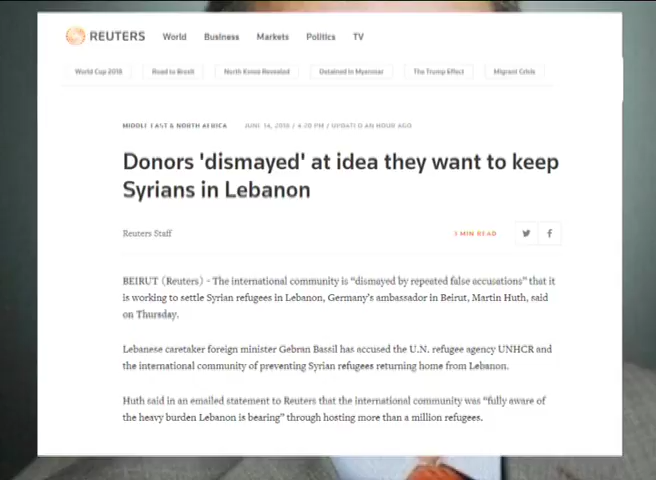 REUTERS World Business Markets Politics TV
World Cup 2018 Road to Brexit North Korea Revealed Detained in Myanmar The Trump Effect Migrant Crisis
MIDDLE EAST & NORTH AFRICA JUNE 14, 2018 / 4:20 PM / UPDATED AN HOUR AGO
Donors 'dismayed' at idea they want to keep
Syrians in Lebanon
Reuters Staff 3 MIN READ
BEIRUT (Reuters) - The international community is “dismayed by repeated false accusations” that it
is working to settle Syrian refugees in Lebanon, Germany’s ambassador in Beirut, Martin Huth, said
on Thursday.
Lebanese caretaker foreign minister Gebran Bassil has accused the U.N. refugee agency UNHCR and
the international community of preventing Syrian refugees returning home from Lebanon.
Huth said in an emailed statement to Reuters that the international community was “fully aware of
the heavy burden Lebanon is bearing” through hosting more than a million refugees.